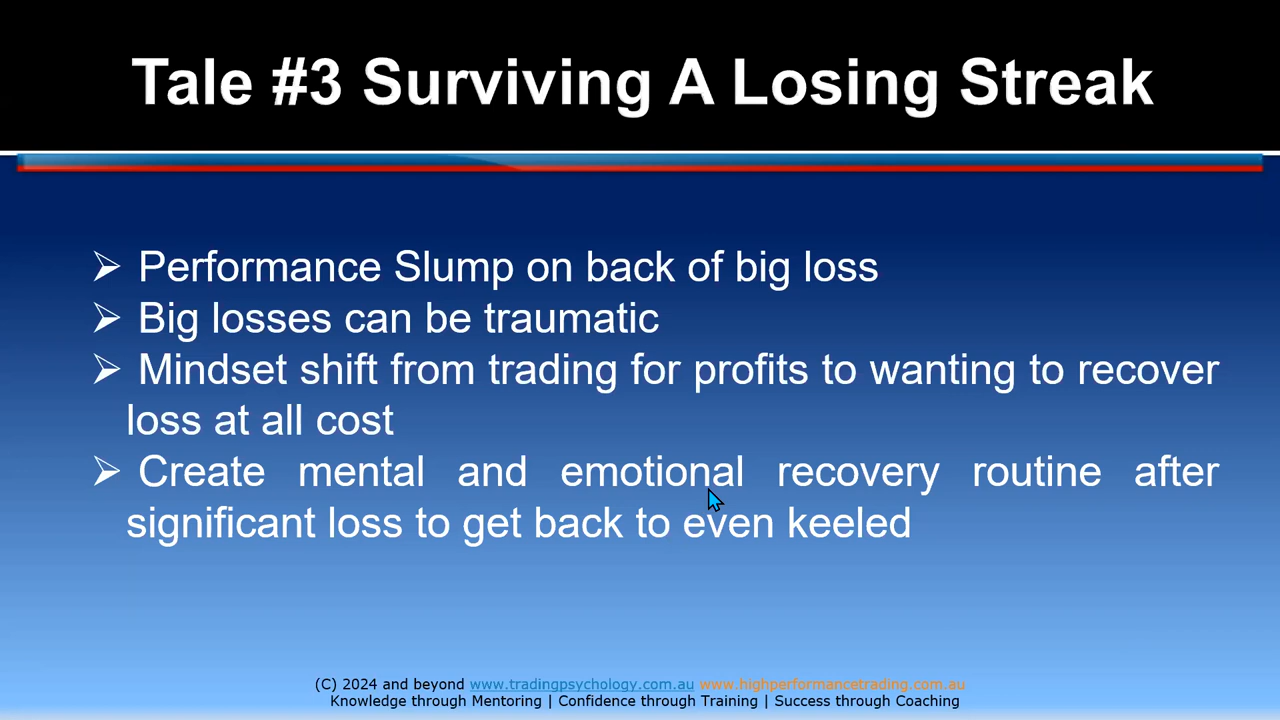 Tale #3 Surviving A Losing Streak
➢ Performance Slump on back of big loss
➢ Big losses can be traumatic
➢ Mindset shift from trading for profits to wanting to recover
loss at all cost
➢ Create mental and emotional recovery routine after
significant loss to get back to even keeled
(C) 2024 and beyond www.tradingpsychology.com.au www.highperformancetrading.com.au
Knowledge through Mentoring | Confidence through Training | Success through Coaching